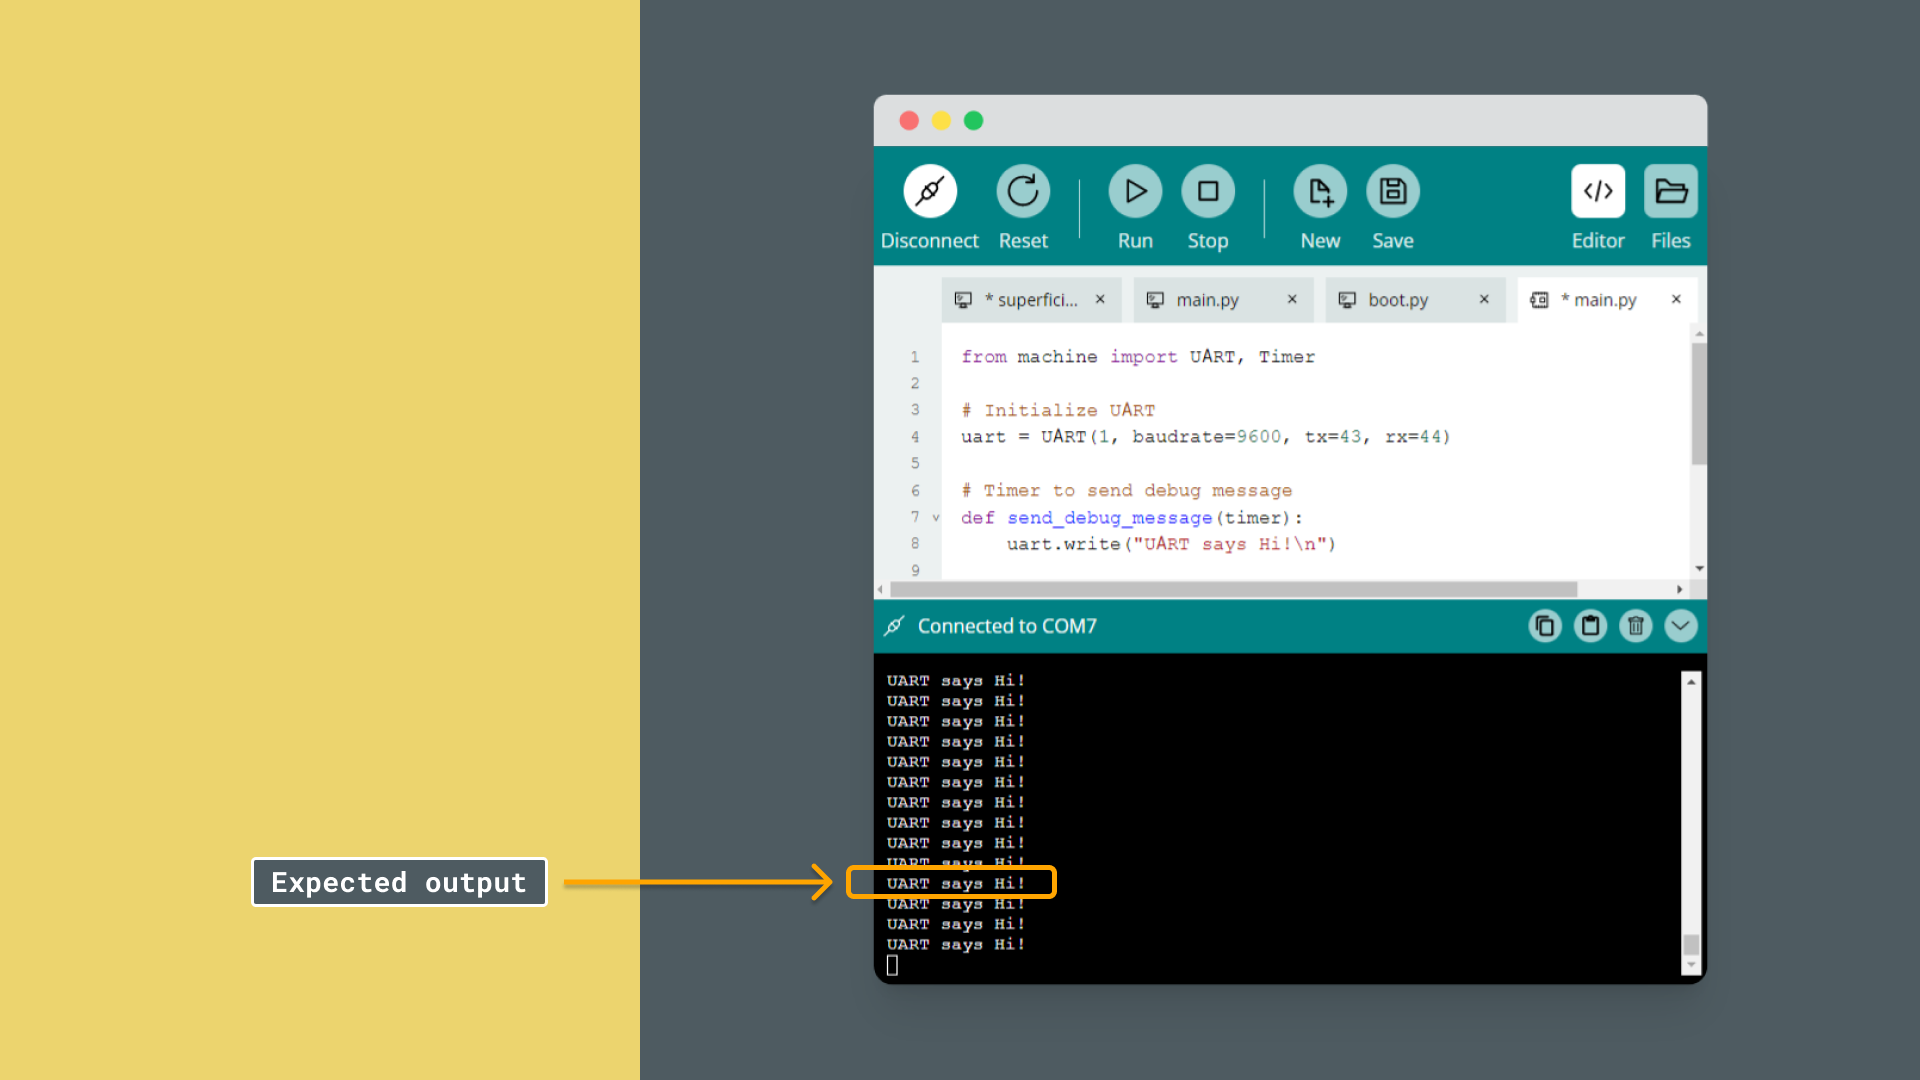 Disconnect Reset Run Stop New Save Editor Files
* superfici... × main.py × boot.py × * main.py ×
1 from machine import UART, Timer
2
3 # Initialize UART
4 uart = UART(1, baudrate=9600, tx=43, rx=44)
5
6 # Timer to send debug message
7 def send_debug_message(timer):
8 uart.write("UART says Hi!\n")
9
Connected to COM7
UART says Hi!
UART says Hi!
UART says Hi!
UART says Hi!
UART says Hi!
UART says Hi!
UART says Hi!
UART says Hi!
UART says Hi!
UART says Hi!
Expected output
UART says Hi!
UART says Hi!
UART says Hi!
UART says Hi!